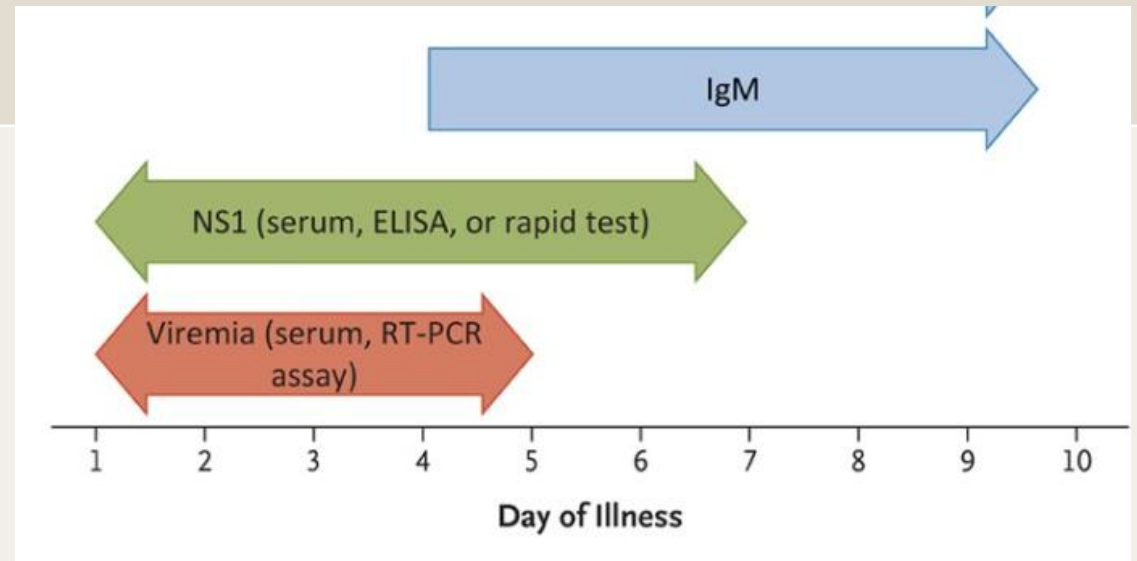 IgM
NS1 (serum, ELISA, or rapid test)
Viremia (serum, RT-PCR
assay)
1 2 3 4 5 6 7 8 9 10
Day of Illness